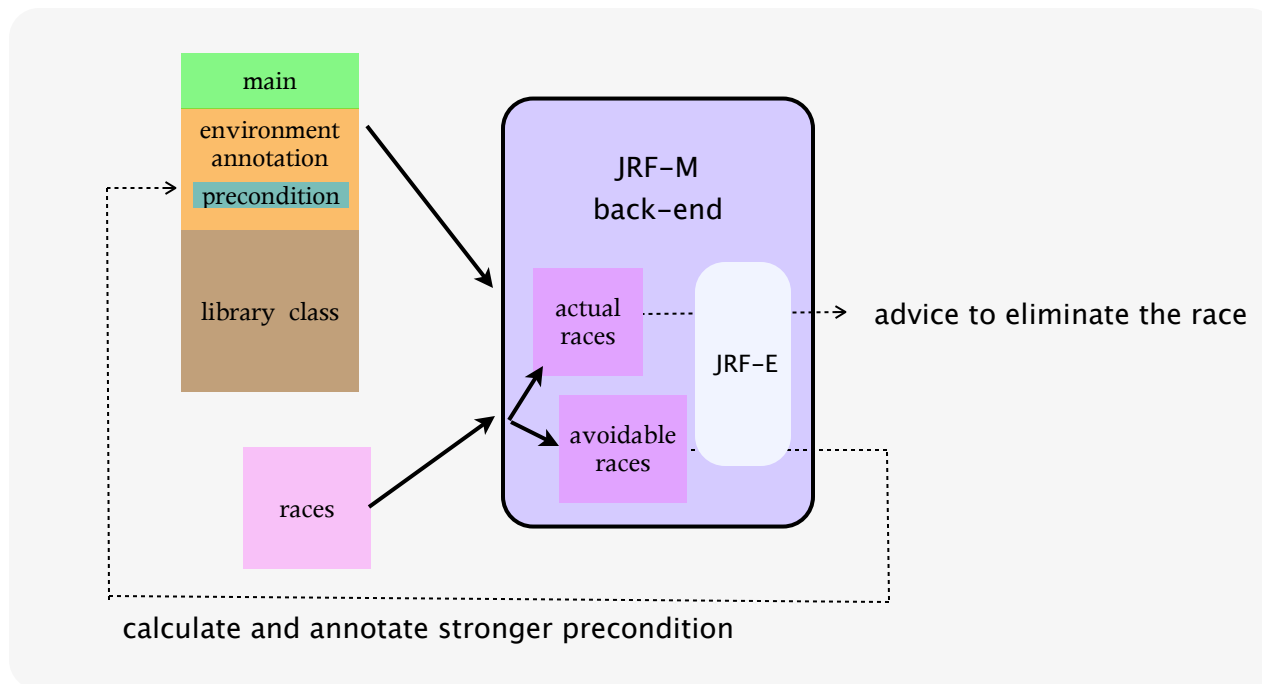 main
environment
annotation
precondition
library class
races
JRF-M
back-end
actual
races
avoidable
races
JRF-E
advice to eliminate the race
calculate and annotate stronger precondition